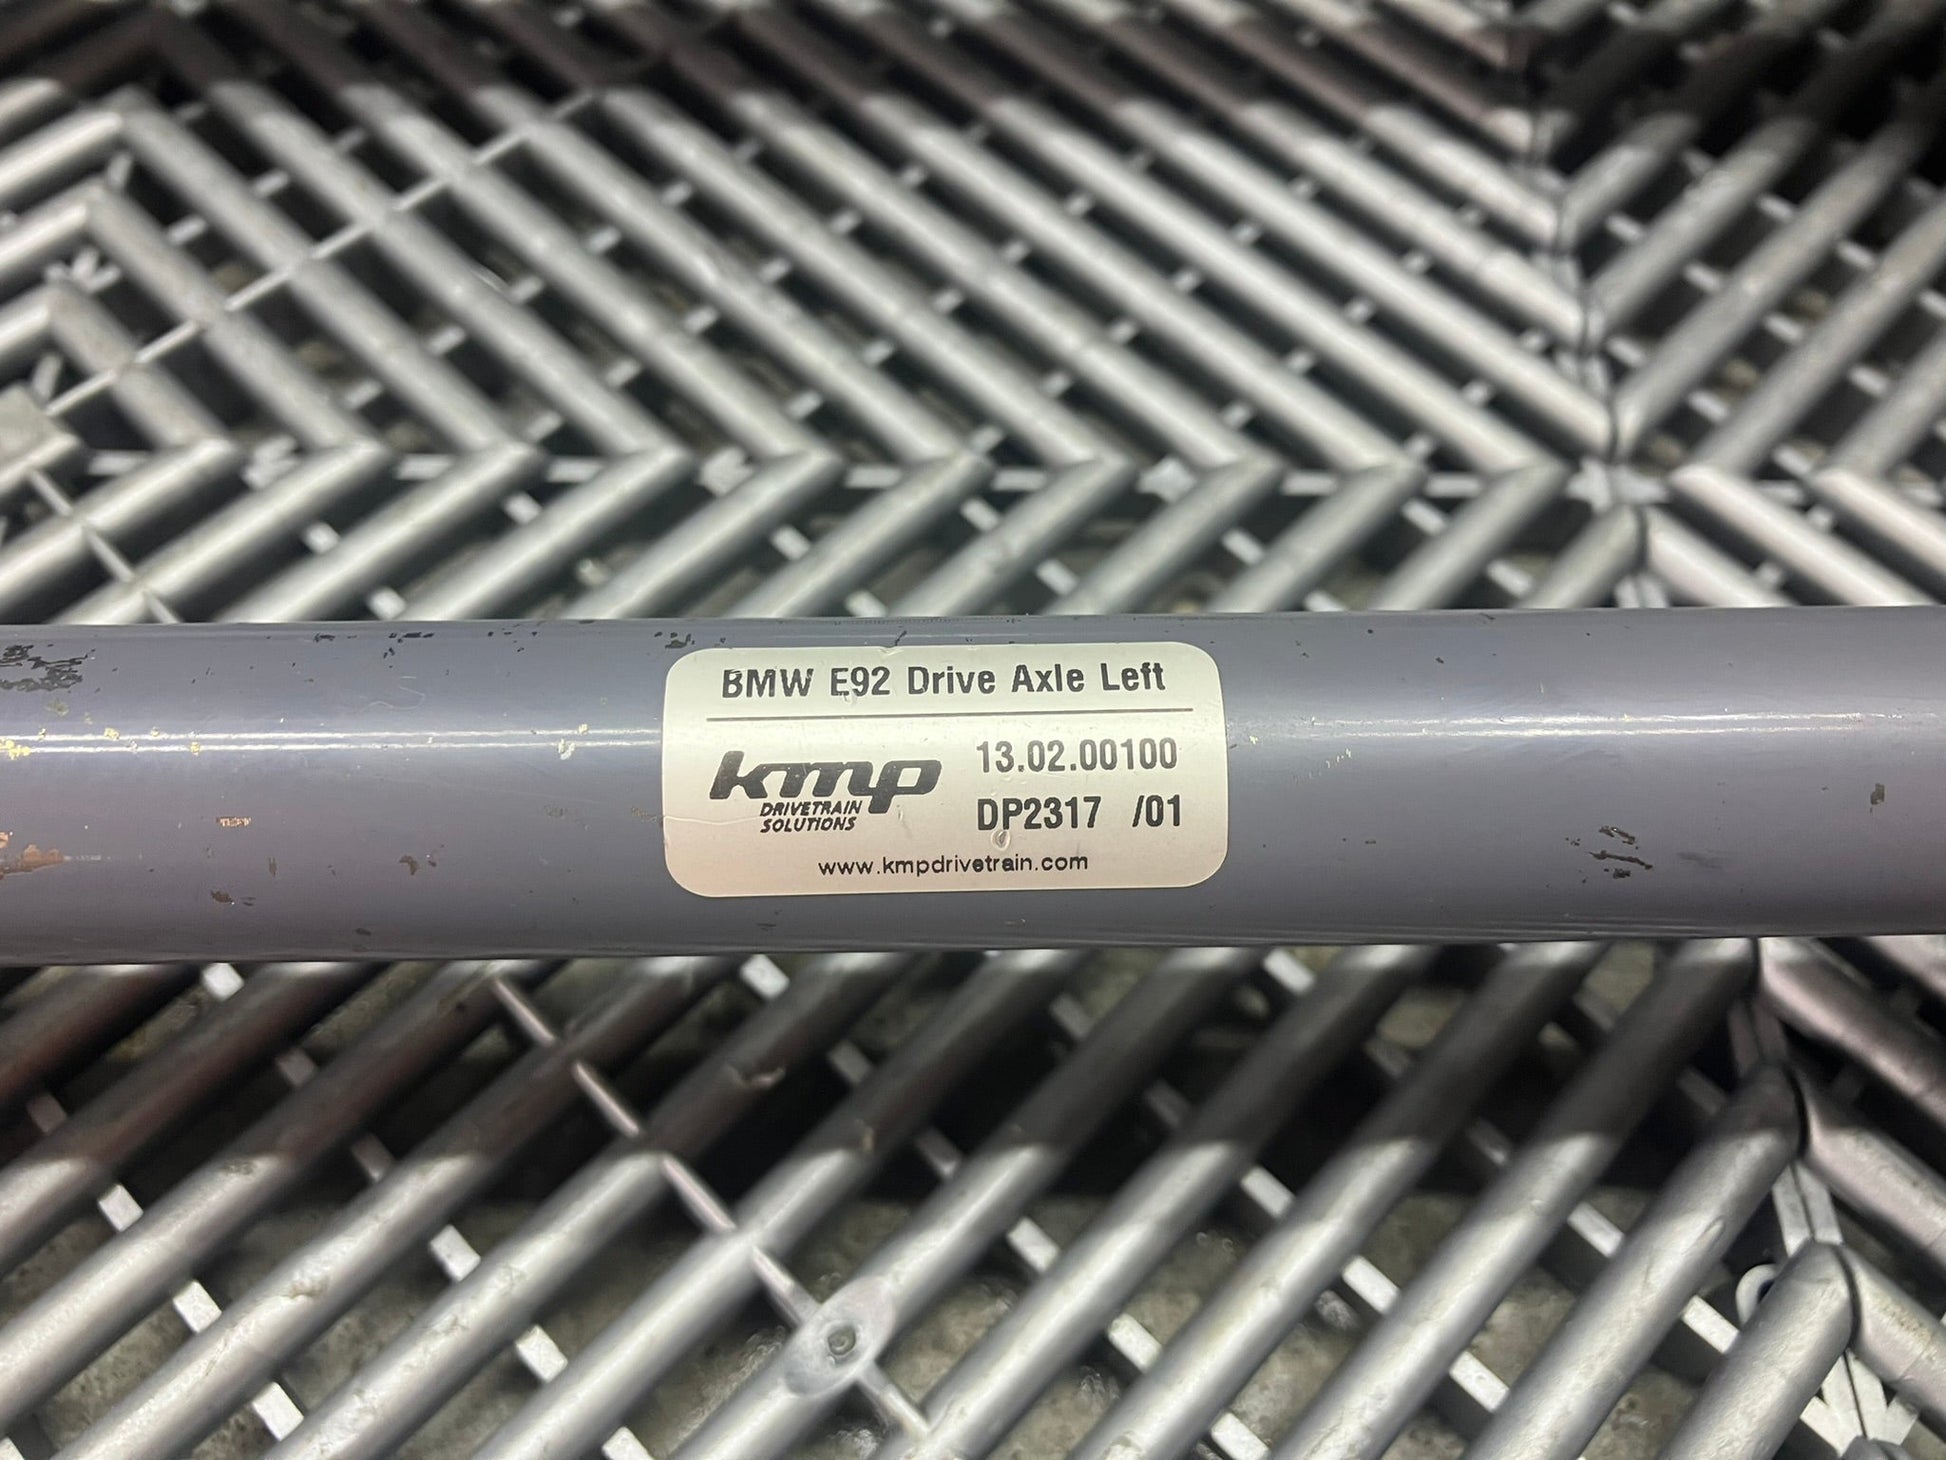 BMW E92 Drive Axle Left
kmp
DRIVETRAIN
SOLUTIONS
13.02.00100
DP2317 /01
www.kmpdrivetrain.com